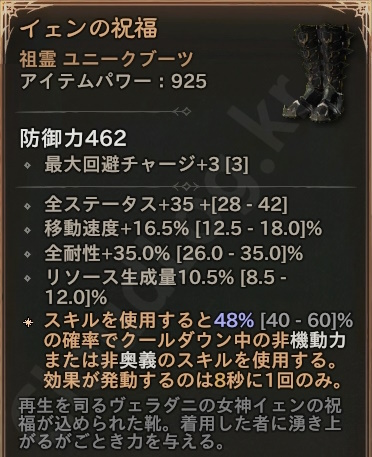 イェンの祝福
祖霊 ユニークブーツ
アイテムパワー：925
防御力462
最大回避チャージ+3 [3]
全ステータス+35 +[28 - 42]
移動速度+16.5% [12.5 - 18.0]%
全耐性+35.0% [26.0 - 35.0]%
リソース生成量10.5% [8.5 -
12.0]%
スキルを使用すると48% [40 - 60]%
の確率でクールダウン中の非機動力
または非奥義のスキルを使用する。
効果が発動するのは8秒に1回のみ。
再生を司るヴェラダニの女神イェンの祝
福が込められた靴。着用した者に湧き上
がるがごとき力を与える。